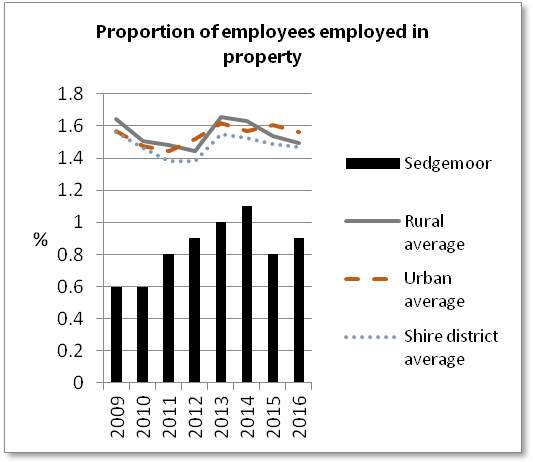 Proportion of employees employed in
property
%
1.8
1.6
1.4
1.2
1
0.8
0.6
0.4
0.2
0
2009
2010
2011
2012
2013
2014
2015
2016
Sedgemoor
Rural
average
Urban
average
Shire district
average